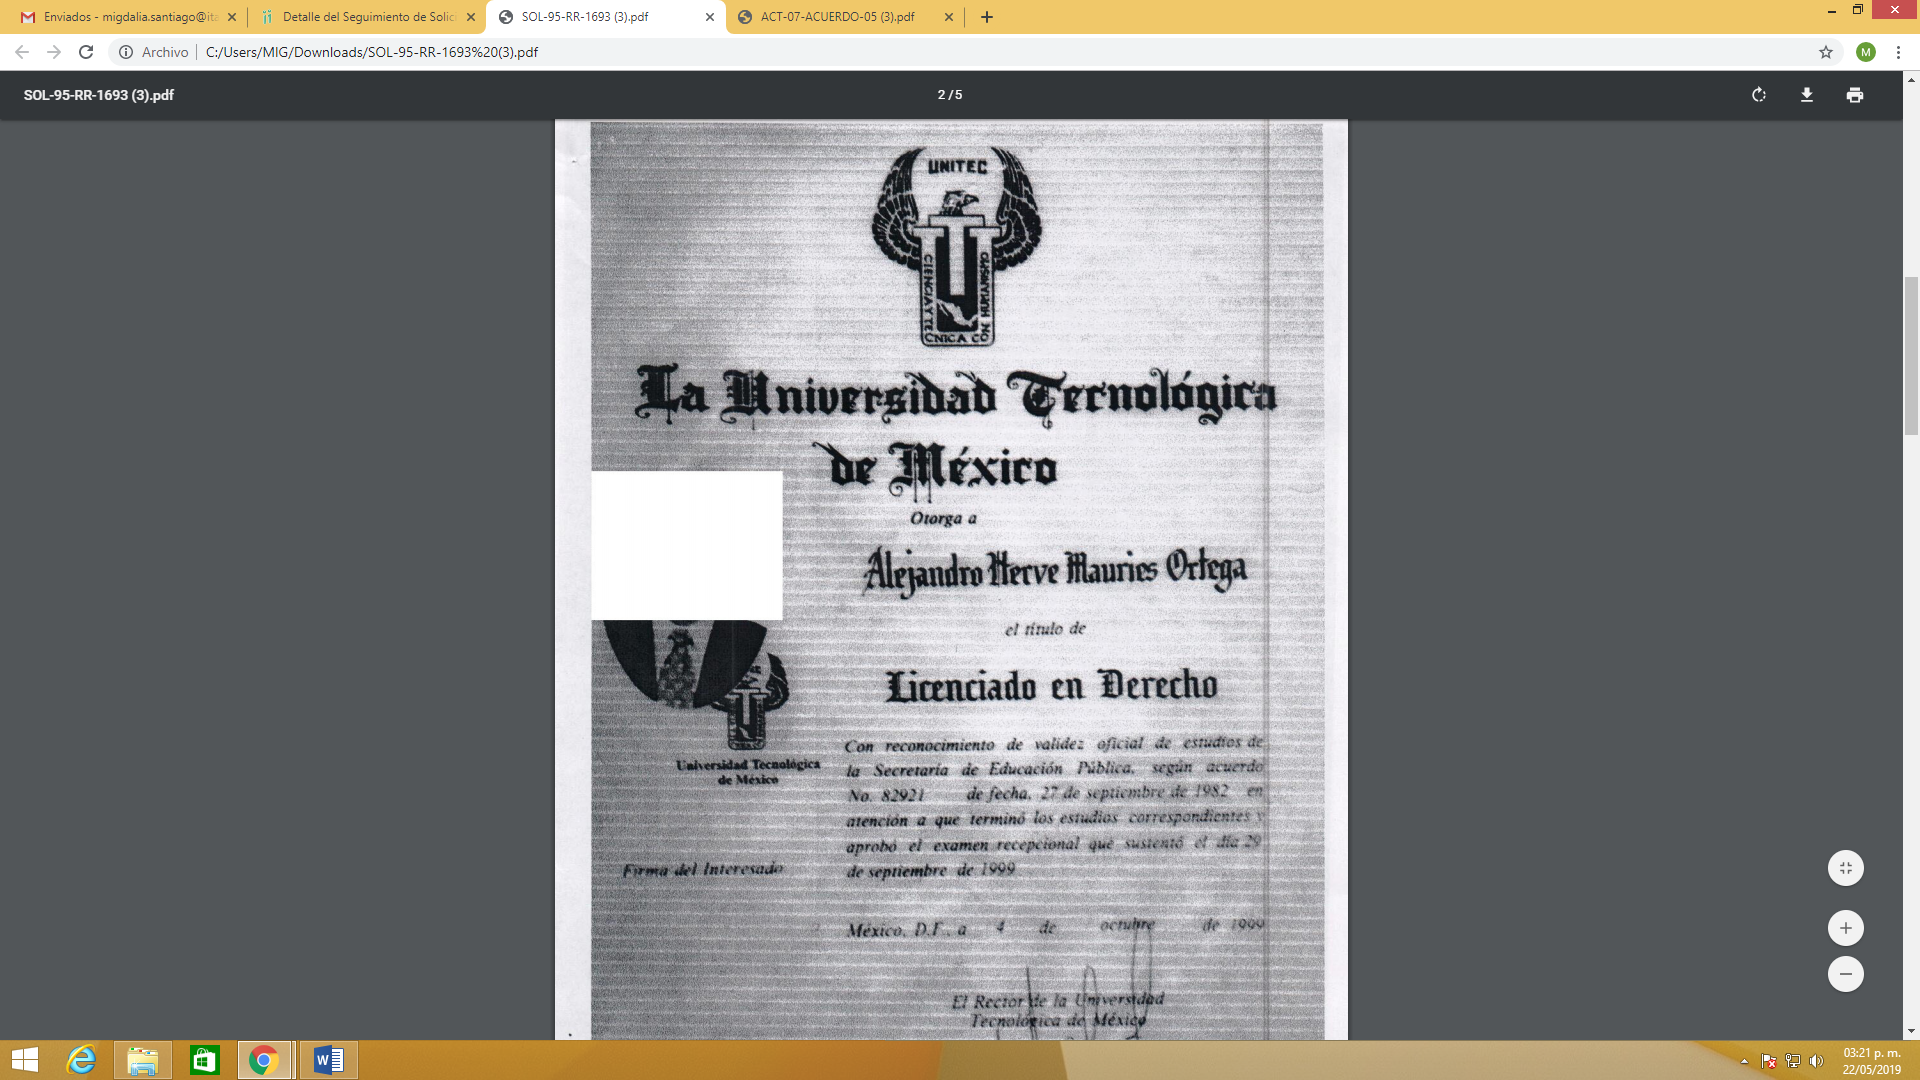 Enviados - migdalia.santiago@ita
Detalle del Seguimiento de Solici
SOL-95-RR-1693 (3).pdf
ACT-07-ACUERDO-05 (3).pdf
Archivo
C:/Users/MIG/Downloads/SOL-95-RR-1693%20(3).pdf
M
SOL-95-RR-1693 (3).pdf
2 / 5
UNITEC
CIENCIA Y TECNICA CON HUMANISMO
La Universidad Tecnológica
de México
Otorga a
Alejandro Herve Mauries Ortega
el título de
Licenciado en Derecho
Universidad Tecnológica
de México
Con reconocimiento de validez oficial de estudios de
la Secretaría de Educación Pública, según acuerdo
No. 82921 de fecha, 27 de septiembre de 1982 en
atención a que terminó los estudios correspondientes y
aprobó el examen recepcional que sustentó el día 29
de septiembre de 1999
Firma del Interesado
México, D.F., a 4 de octubre de 1999
El Rector de la Universidad
Tecnológica de México
03:21 p. m.
22/05/2019